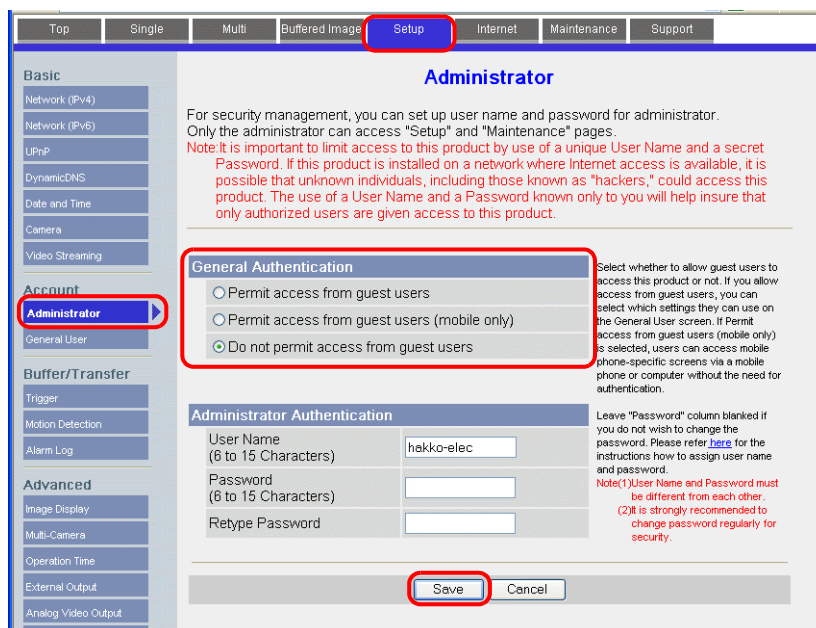 Top Single Multi Buffered Image Setup Internet Maintenance Support
Basic
Network (IPv4)
Network (IPv6)
UPnP
DynamicDNS
Date and Time
Camera
Video Streaming
Account
Administrator
General User
Buffer/Transfer
Trigger
Motion Detection
Alarm Log
Advanced
Image Display
Multi-Camera
Operation Time
External Output
Analog Video Output
Administrator
For security management, you can set up user name and password for administrator.
Only the administrator can access "Setup" and "Maintenance" pages.
Note:It is important to limit access to this product by use of a unique User Name and a secret
Password. If this product is installed on a network where Internet access is available, it is
possible that unknown individuals, including those known as "hackers," could access this
product. The use of a User Name and a Password known only to you will help insure that
only authorized users are given access to this product.
General Authentication
Permit access from guest users
Permit access from guest users (mobile only)
Do not permit access from guest users
Select whether to allow guest users to
access this product or not. If you allow
access from guest users, you can
select which settings they can use on
the General User screen. If Permit
access from guest users (mobile only)
is selected, users can access mobile
phone-specific screens via a mobile
phone or computer without the need for
authentication.
Administrator Authentication
User Name
(6 to 15 Characters)
hakko-elec
Password
(6 to 15 Characters)
Retype Password
Leave "Password" column blanked if
you do not wish to change the
password. Please refer here for the
instructions how to assign user name
and password.
Note(1)User Name and Password must
be different from each other.
(2)It is strongly recommended to
change password regularly for
security.
Save Cancel